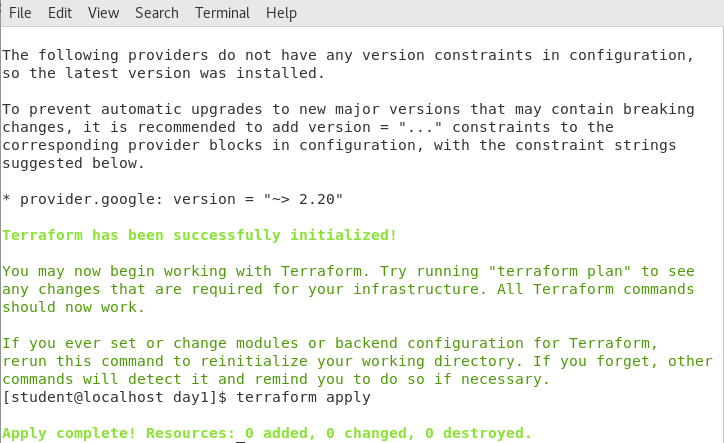 File Edit View Search Terminal Help
The following providers do not have any version constraints in configuration,
so the latest version was installed.
To prevent automatic upgrades to new major versions that may contain breaking
changes, it is recommended to add version = "..." constraints to the
corresponding provider blocks in configuration, with the constraint strings
suggested below.
* provider.google: version = "~> 2.20"
Terraform has been successfully initialized!
You may now begin working with Terraform. Try running "terraform plan" to see
any changes that are required for your infrastructure. All Terraform commands
should now work.
If you ever set or change modules or backend configuration for Terraform,
rerun this command to reinitialize your working directory. If you forget, other
commands will detect it and remind you to do so if necessary.
[student@localhost day1]$ terraform apply
Apply complete! Resources: 0 added, 0 changed, 0 destroyed.